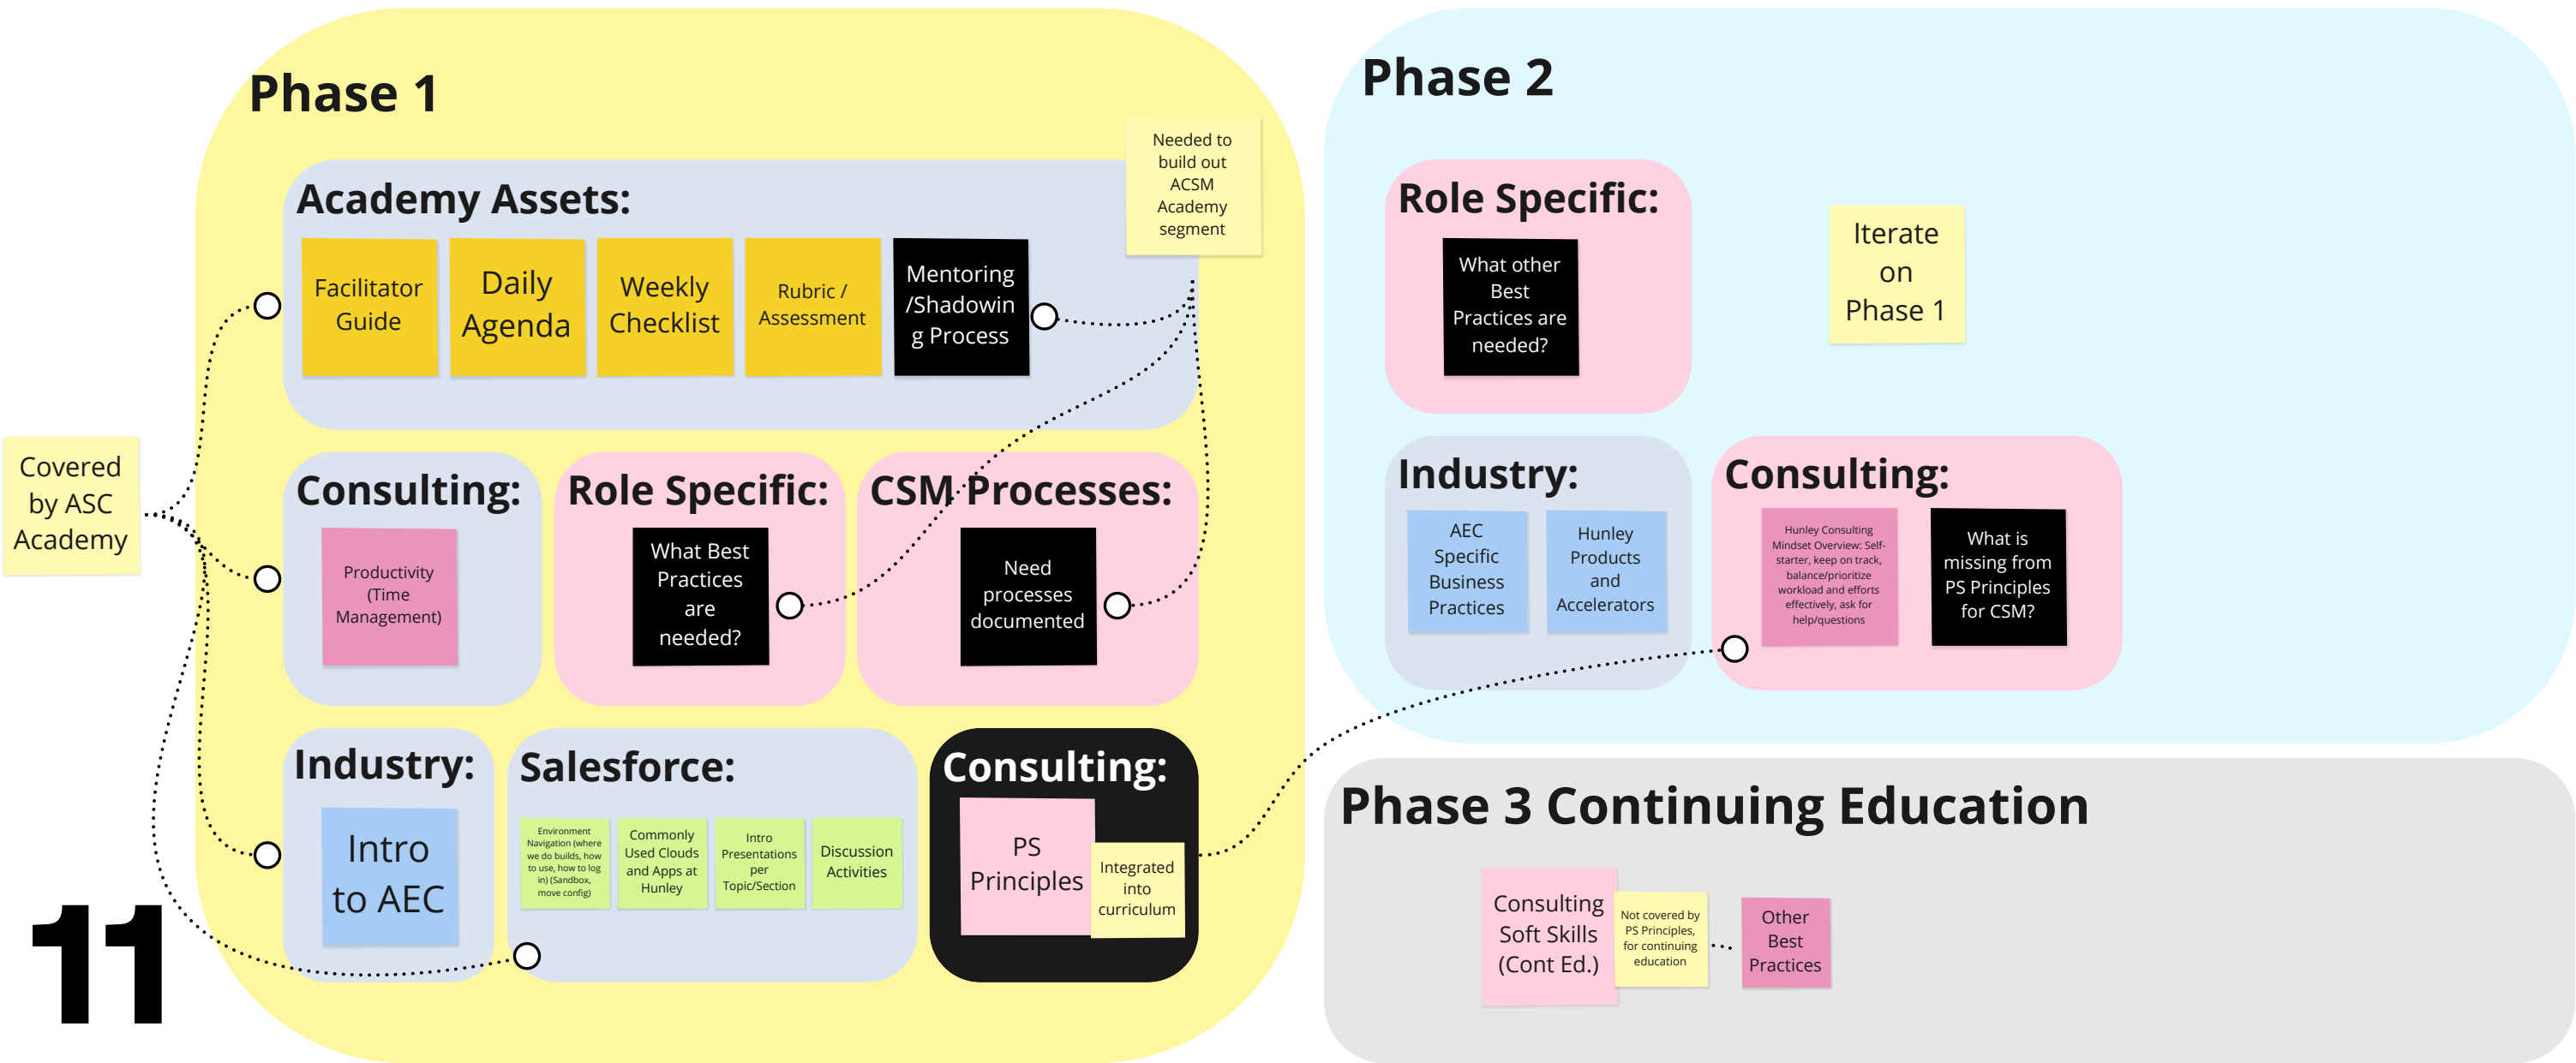 Phase 1
Needed to
build out
ACSM
Academy
segment
Academy Assets:
Facilitator
Guide
Daily
Agenda
Weekly
Checklist
Rubric /
Assessment
Mentoring
/Shadowin
g Process
Covered
by ASC
Academy
Consulting:
Productivity
(Time
Management)
Role Specific:
What Best
Practices
are
needed?
CSM Processes:
Need
processes
documented
Industry:
Intro
to AEC
Salesforce:
Environment
Navigation (where
we do builds, how
to use, how to log
in) (Sandbox,
move config)
Commonly
Used Clouds
and Apps at
Hunley
Intro
Presentations
per
Topic/Section
Discussion
Activities
Consulting:
PS
Principles
Integrated
into
curriculum
11
Phase 2
Role Specific:
What other
Best
Practices are
needed?
Iterate
on
Phase 1
Industry:
AEC
Specific
Business
Practices
Hunley
Products
and
Accelerators
Consulting:
Hunley Consulting
Mindset Overview: Self-
starter, keep on track,
balance/prioritize
workload and efforts
effectively, ask for
help/questions
What is
missing from
PS Principles
for CSM?
Phase 3 Continuing Education
Consulting
Soft Skills
(Cont Ed.)
Not covered by
PS Principles,
for continuing
education
Other
Best
Practices